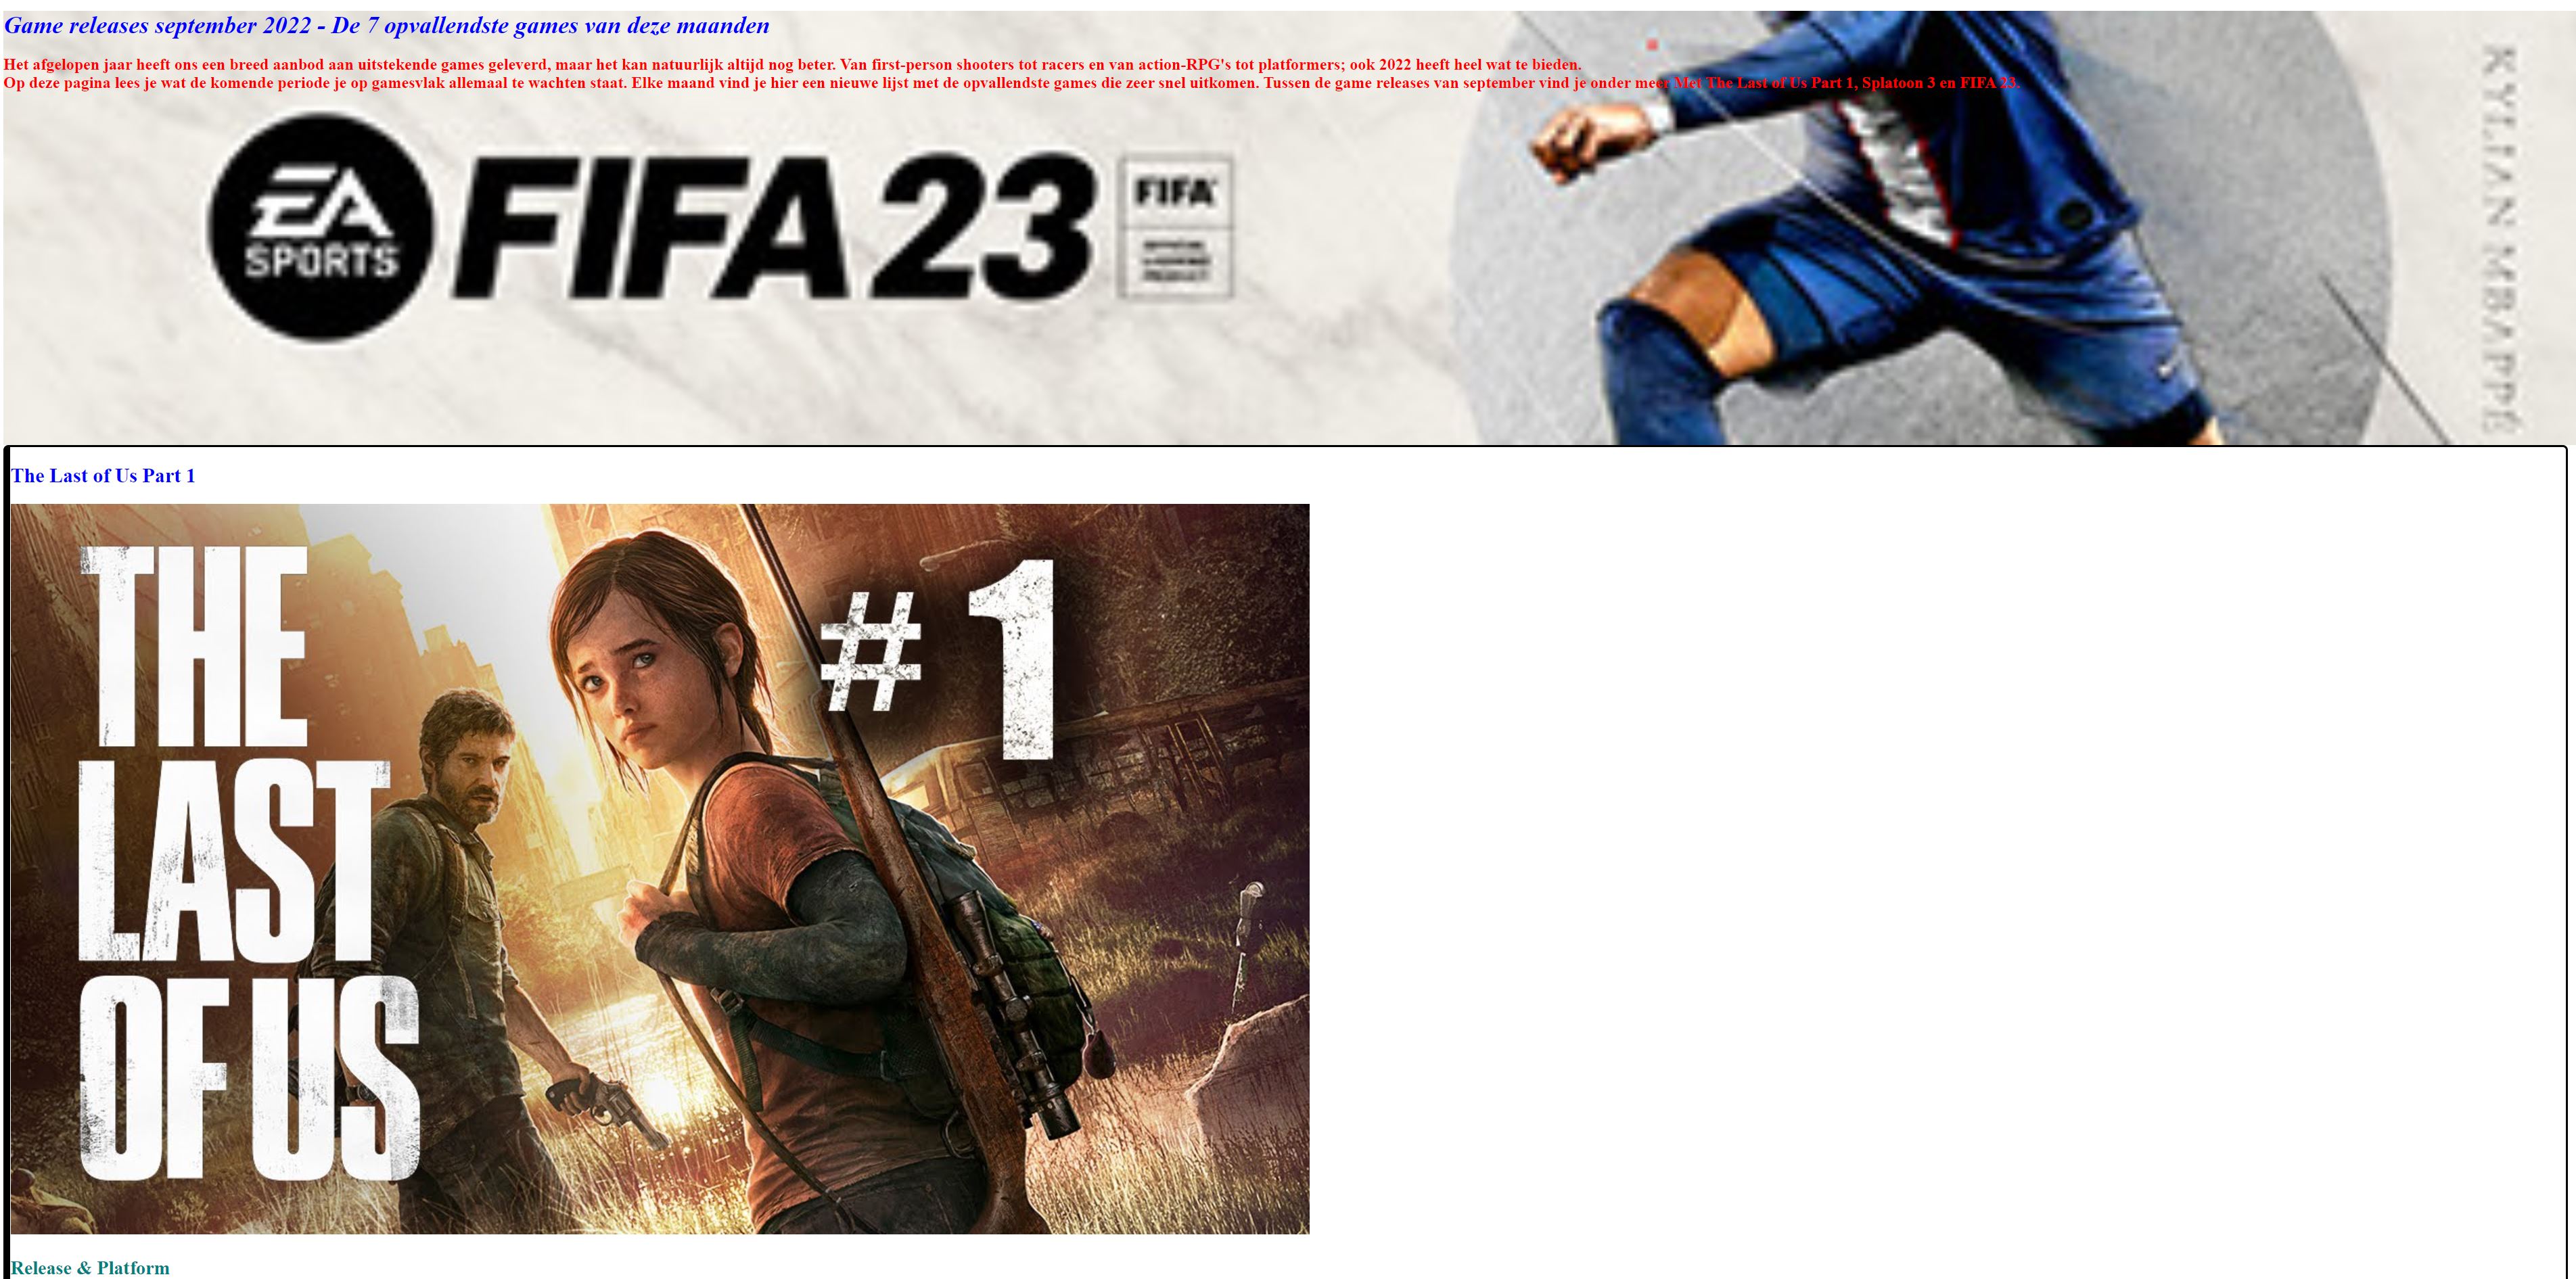 Game releases september 2022 - De 7 opvallendste games van deze maanden
Het afgelopen jaar heeft ons een breed aanbod aan uitstekende games geleverd, maar het kan natuurlijk altijd nog beter. Van first-person shooters tot racers en van action-RPG's tot platformers; ook 2022 heeft heel wat te bieden.
Op deze pagina lees je wat de komende periode je op gamesvlak allemaal te wachten staat. Elke maand vind je hier een nieuwe lijst met de opvallendste games die zeer snel uitkomen. Tussen de game releases van september vind je onder meer Met The Last of Us Part 1, Splatoon 3 en FIFA 23.
EA
SPORTS
FIFA 23
FIFA
KYLIAN MBAPPÉ
The Last of Us Part 1
THE
LAST
OF US
#1
Release & Platform